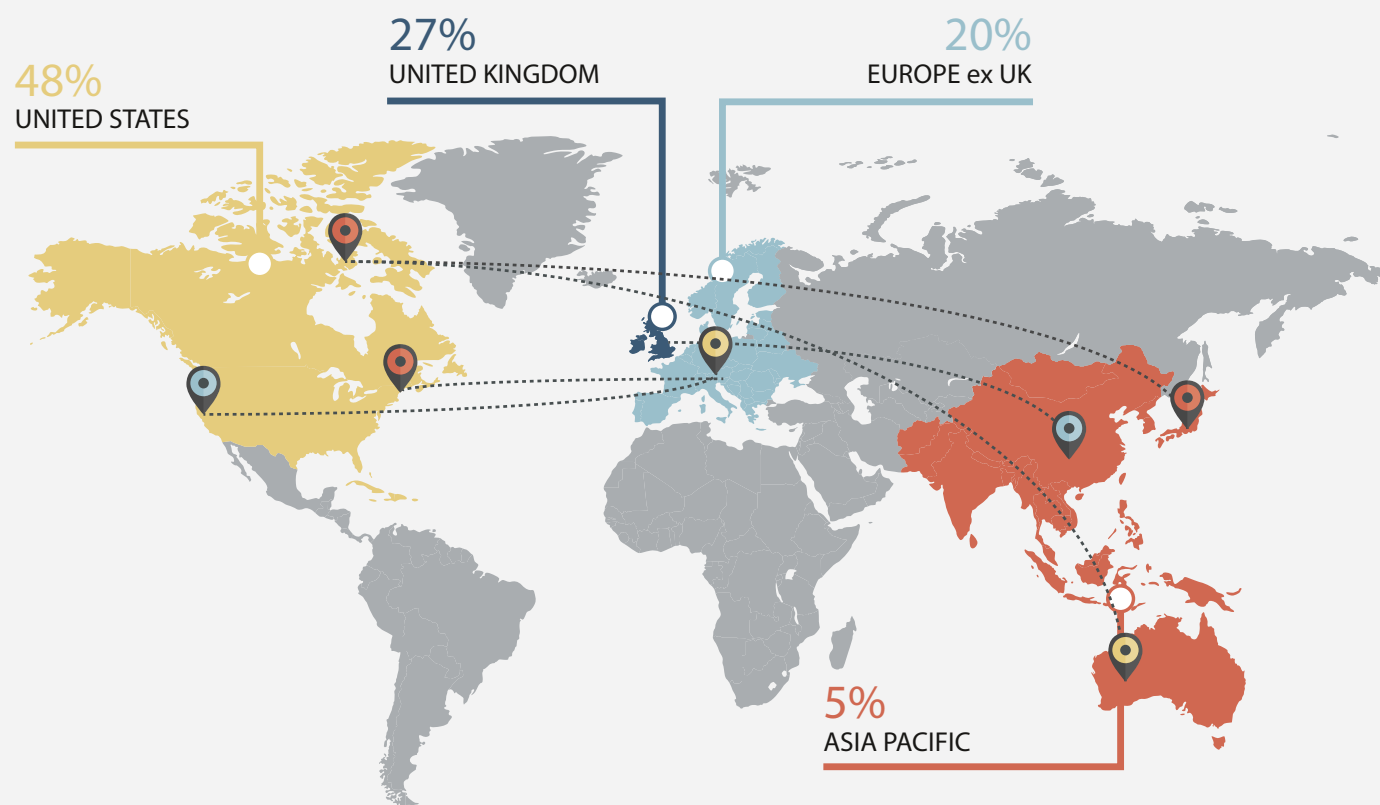 27%
UNITED KINGDOM
20%
EUROPE ex UK
48%
UNITED STATES
5%
ASIA PACIFIC